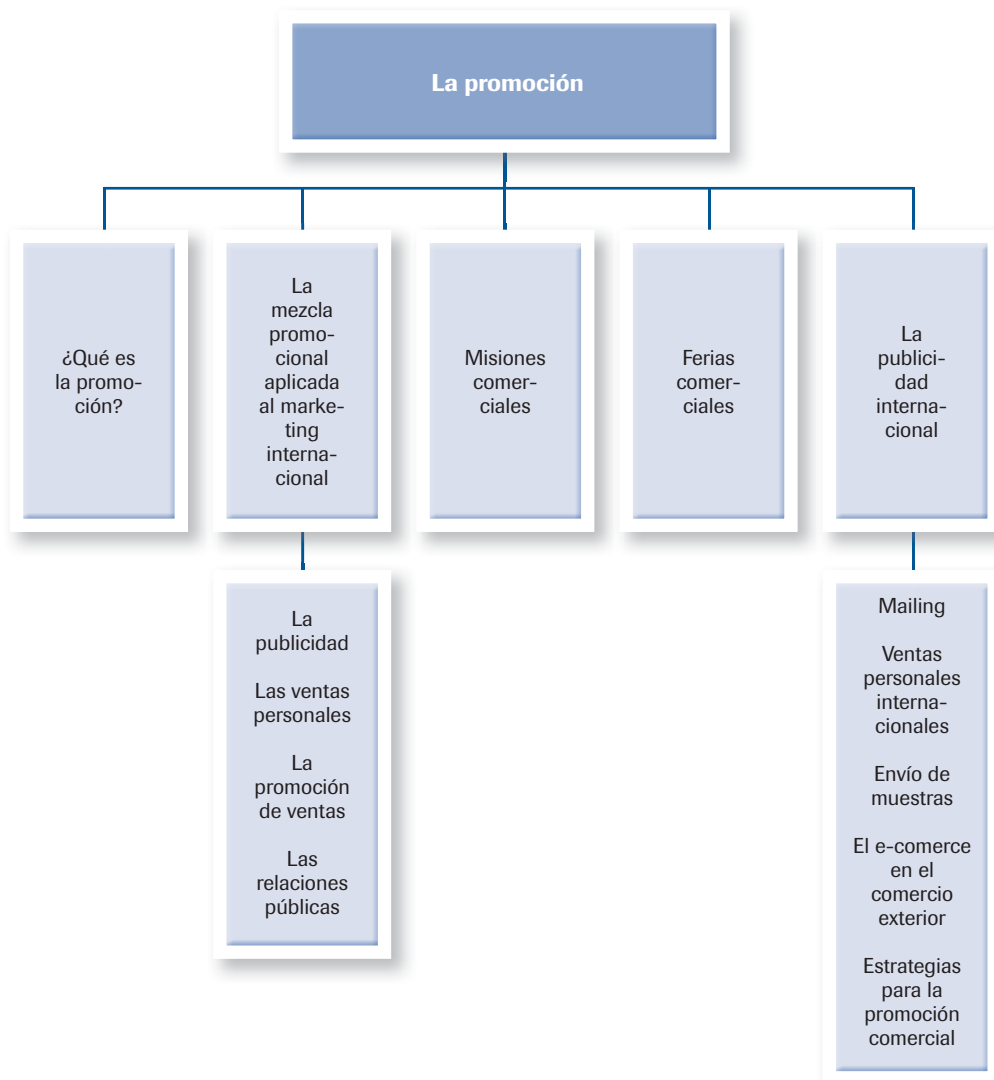 La promoción
¿Qué es
la promo-
ción?
La
mezcla
promo-
cional
aplicada
al marke-
ting
interna-
cional
Misiones
comer-
ciales
Ferias
comer-
ciales
La
publici-
dad
interna-
cional
La
publicidad
Las ventas
personales
La
promoción
de ventas
Las
relaciones
públicas
Mailing
Ventas
personales
interna-
cionales
Envío de
muestras
El e-comerce
en el
comercio
exterior
Estrategias
para la
promoción
comercial